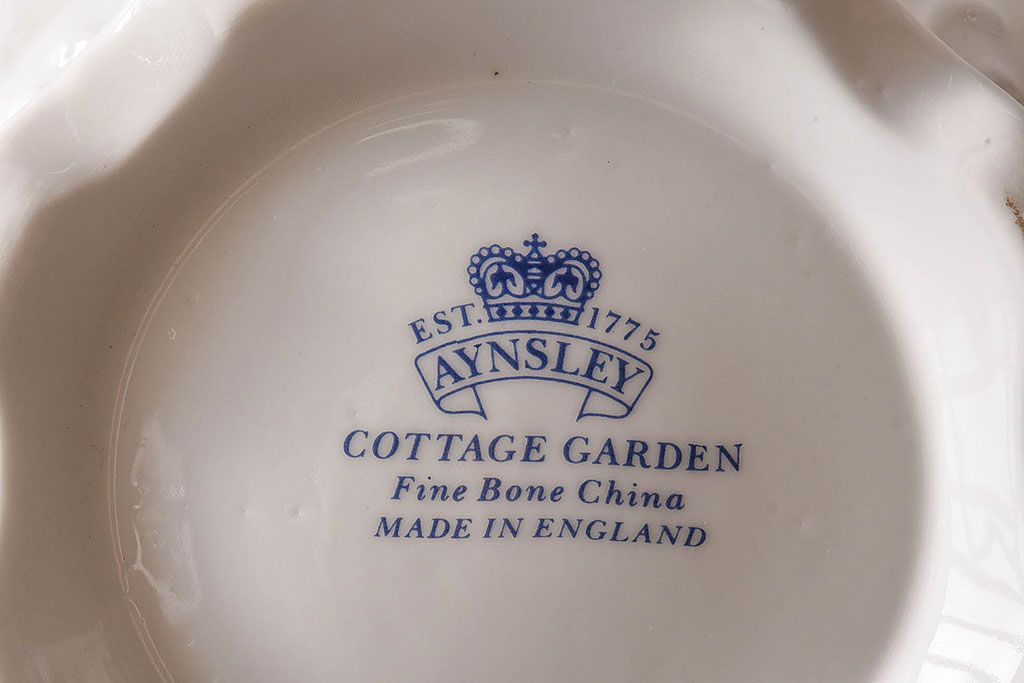 EST. 1775
AYNSLEY
COTTAGE GARDEN
Fine Bone China
MADE IN ENGLAND